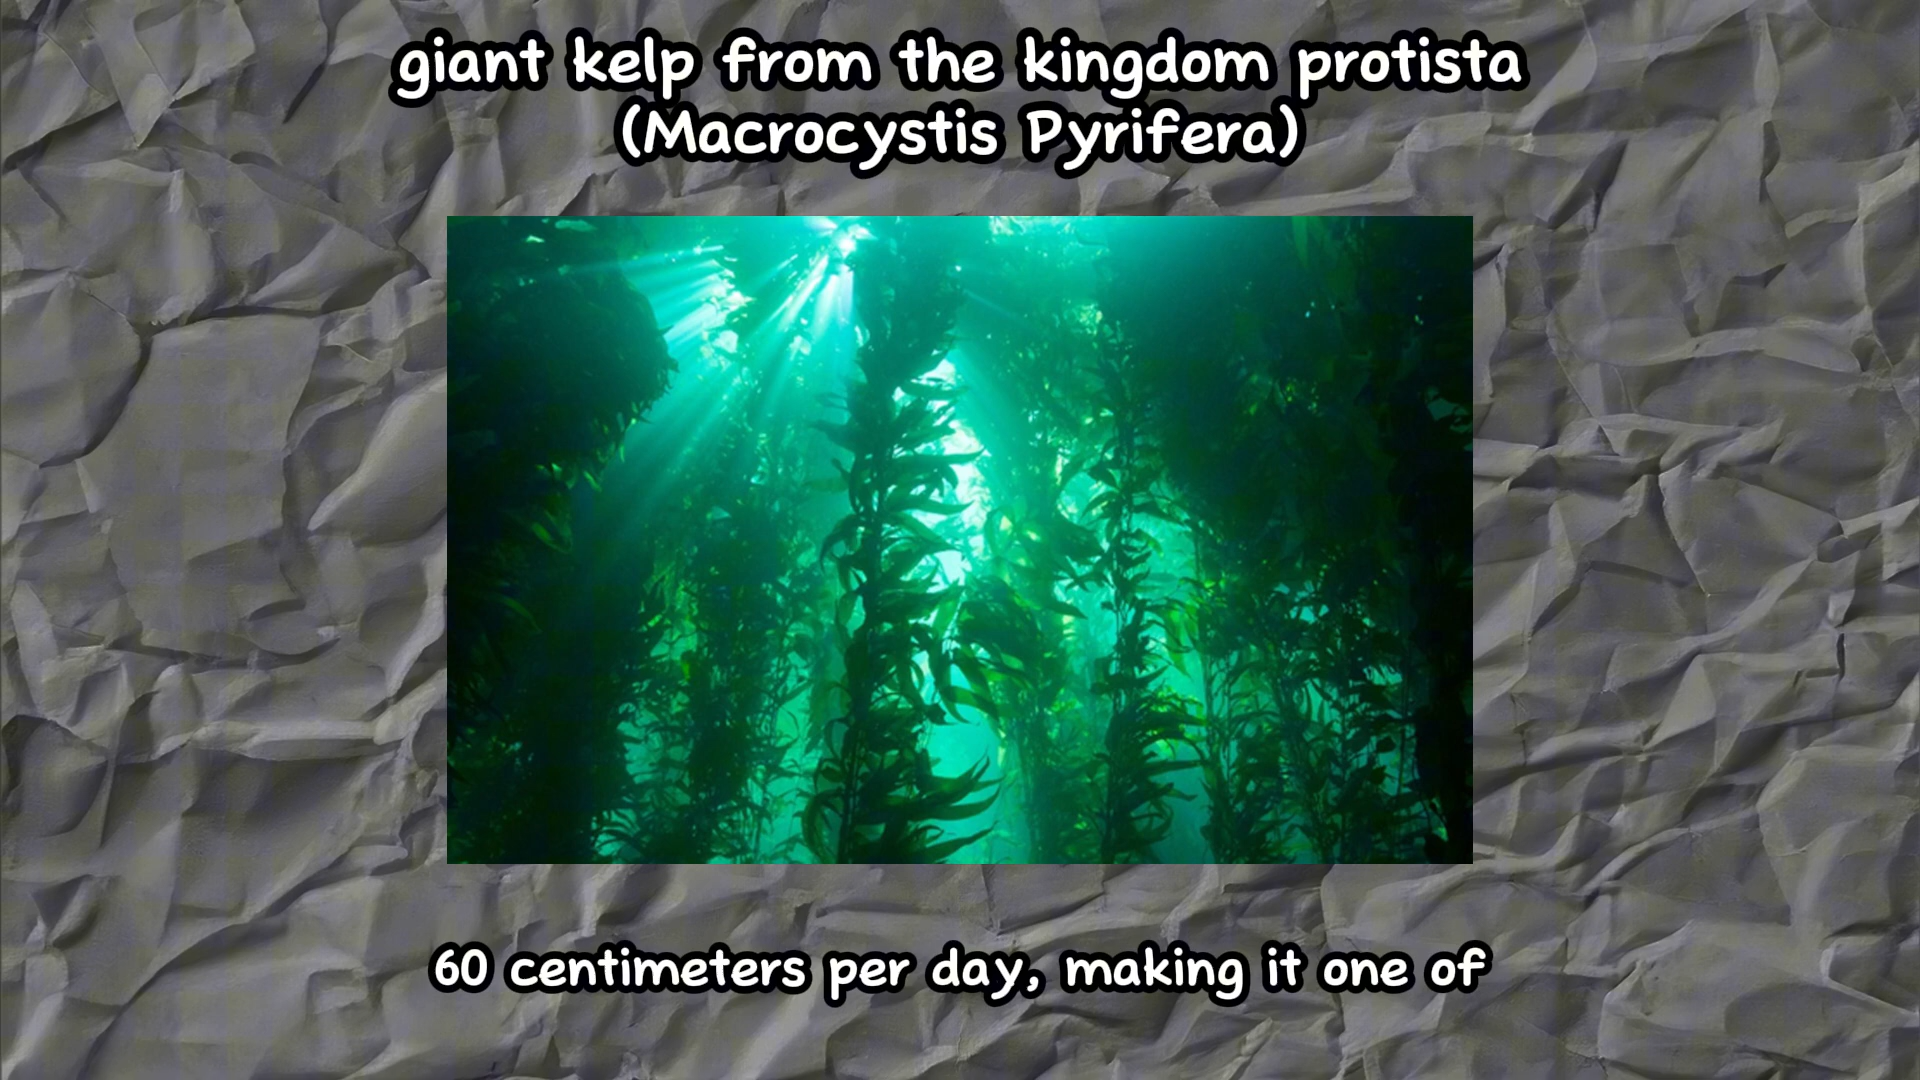 giant kelp from the kingdom protista
(Macrocystis Pyrifera)
60 centimeters per day, making it one of